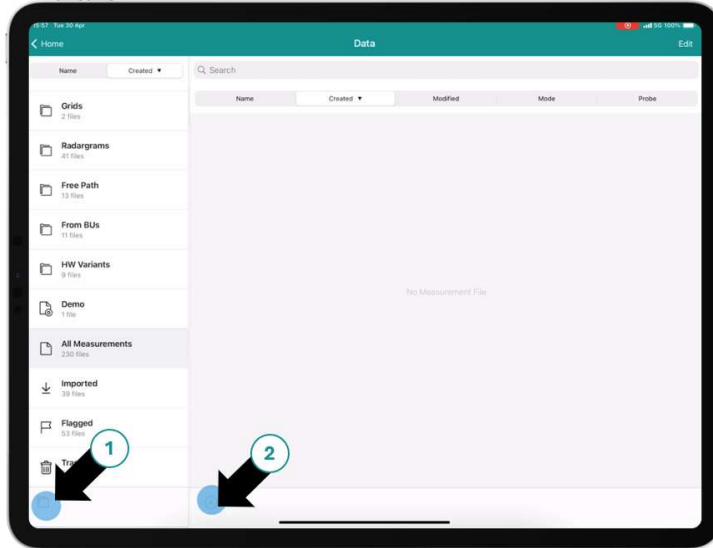 15:57 Tue 30 Apr
5G 100%
Home
Data
Edit
Name
Created ▼
Search
Name
Created ▼
Modified
Mode
Probe
Grids
2 files
Radargrams
41 files
Free Path
13 files
From BUs
11 files
HW Variants
9 files
Demo
1 file
All Measurements
230 files
Imported
39 files
Flagged
53 files
No Measurement File
1
2